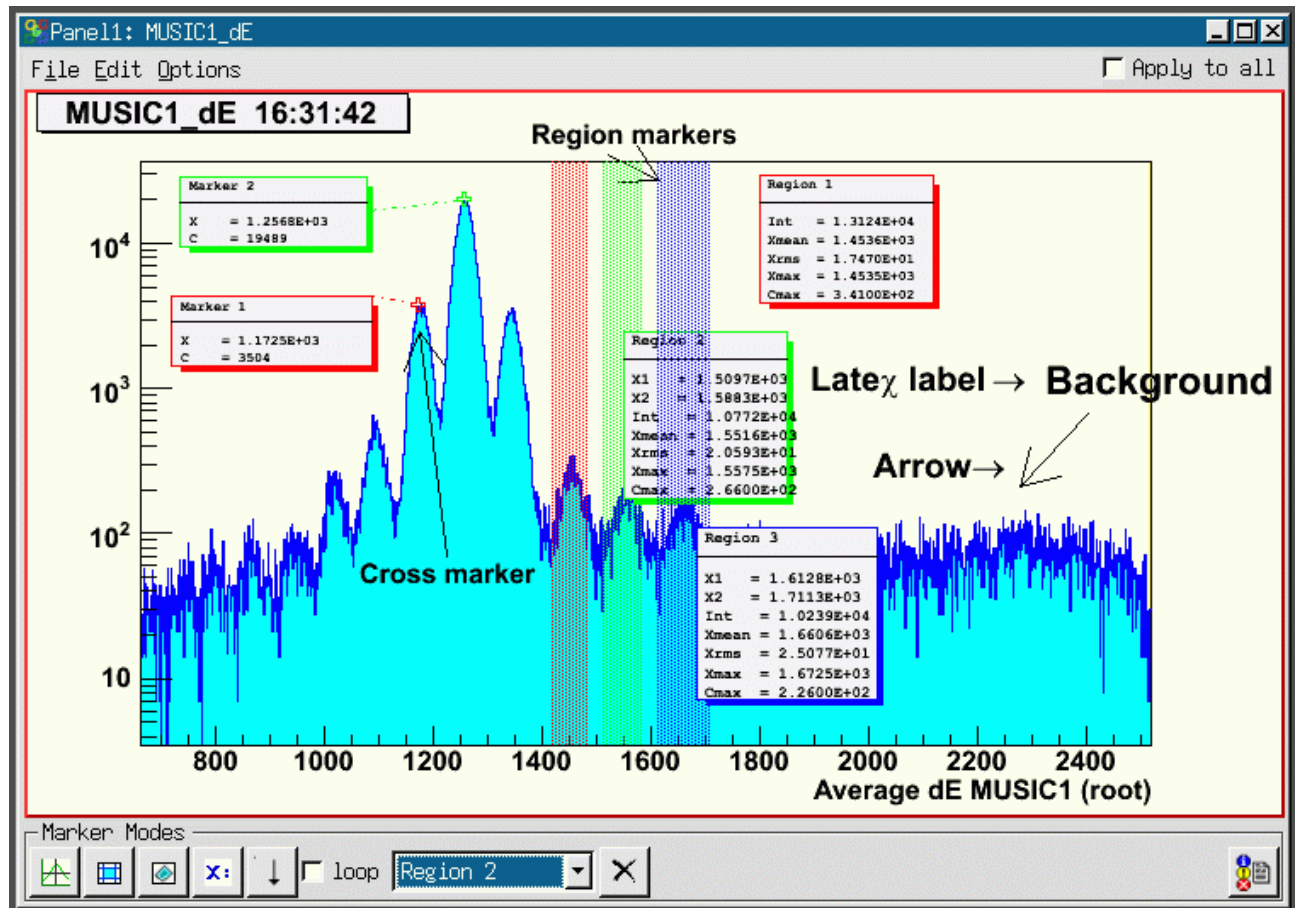 Panel1: MUSIC1_dE
File Edit Options
Apply to all
MUSIC1_dE 16:31:42
Region markers
Marker 2
X = 1.2568E+03
C = 19489
Region 1
Int = 1.3124E+04
Xmean = 1.4536E+03
Xrms = 1.7470E+01
Xmax = 1.4535E+03
Cmax = 3.4100E+02
Marker 1
X = 1.1725E+03
C = 3504
Region 2
X1 = 1.5097E+03
X2 = 1.5883E+03
Int = 1.0772E+04
Xmean = 1.5516E+03
Xrms = 2.0593E+01
Xmax = 1.5575E+03
Cmax = 2.6600E+02
Lateχ label → Background
Arrow→
Cross marker
Region 3
X1 = 1.6128E+03
X2 = 1.7113E+03
Int = 1.0239E+04
Xmean = 1.6606E+03
Xrms = 2.5077E+01
Xmax = 1.6725E+03
Cmax = 2.2600E+02
10⁴
10³
10²
10
800 1000 1200 1400 1600 1800 2000 2200 2400
Average dE MUSIC1 (root)
Marker Modes
X:
loop
Region 2